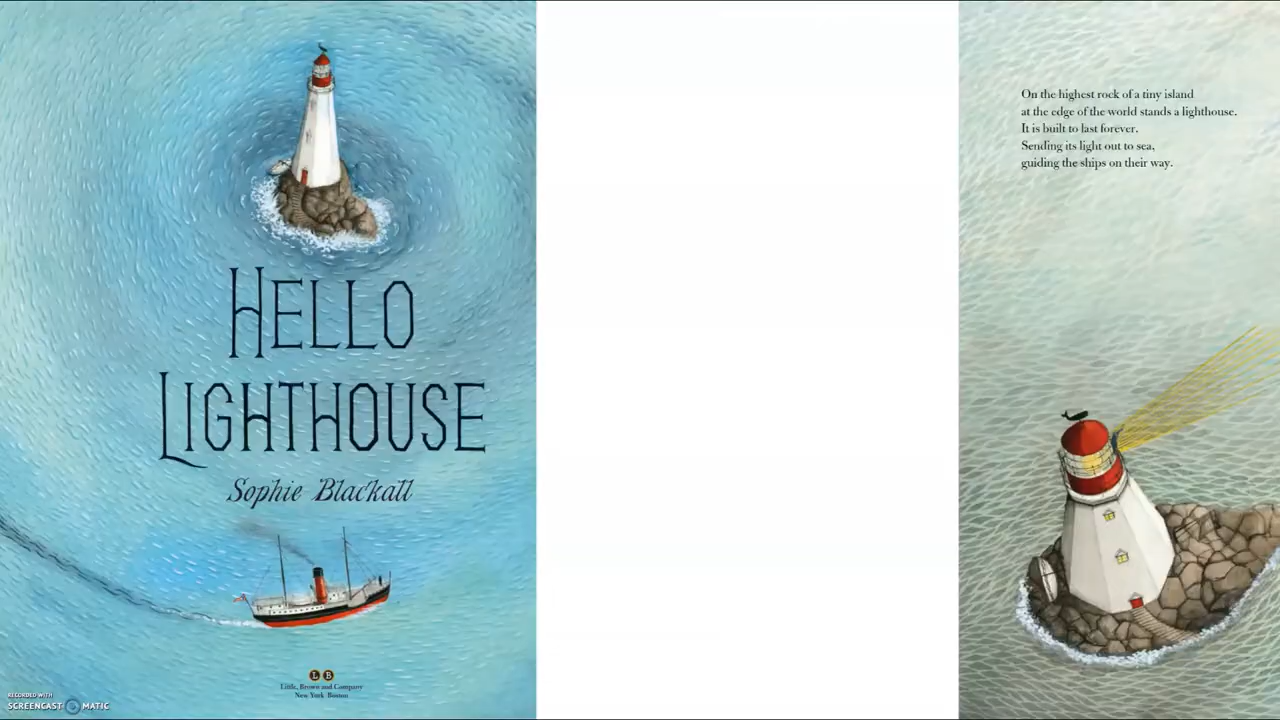 HELLO
LIGHTHOUSE
Sophie Blackall
L B
Little, Brown and Company
New York Boston
RECORDED WITH
SCREENCAST MATIC
On the highest rock of a tiny island
at the edge of the world stands a lighthouse.
It is built to last forever.
Sending its light out to sea,
guiding the ships on their way.